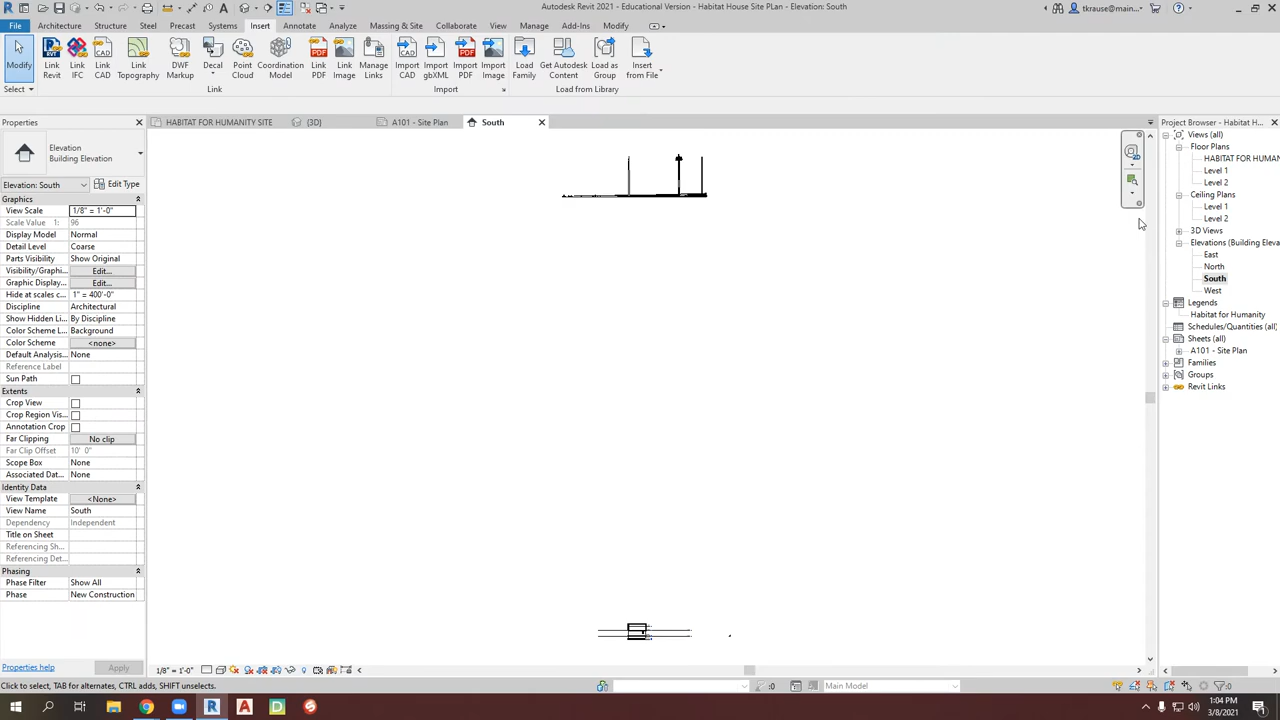 Autodesk Revit 2021 - Educational Version - Habitat House Site Plan - Elevation: South
tkrause@main...
File Architecture Structure Steel Precast Systems Insert Annotate Analyze Massing & Site Collaborate View Manage Add-Ins Modify
Modify
Link Revit
Link IFC
Link CAD
Link Topography
DWF Markup
Decal
Point Cloud
Coordination Model
Link PDF
Link Image
Manage Links
Import CAD
Import gbXML
Import PDF
Import Image
Load Family
Get Autodesk Content
Load as Group
Insert from File
Select
Link
Import
Load from Library
Properties
HABITAT FOR HUMANITY SITE
{3D}
A101 - Site Plan
South
Project Browser - Habitat H...
Elevation
Building Elevation
Elevation: South
Edit Type
Graphics
View Scale 1/8" = 1'-0"
Scale Value 1: 96
Display Model Normal
Detail Level Coarse
Parts Visibility Show Original
Visibility/Graphi... Edit...
Graphic Display... Edit...
Hide at scales c... 1" = 400'-0"
Discipline Architectural
Show Hidden Li... By Discipline
Color Scheme L... Background
Color Scheme <none>
Default Analysis... None
Reference Label
Sun Path
Extents
Crop View
Crop Region Vis...
Annotation Crop
Far Clipping No clip
Far Clip Offset 10' 0"
Scope Box None
Associated Dat... None
Identity Data
View Template <None>
View Name South
Dependency Independent
Title on Sheet
Referencing Sh...
Referencing Det...
Phasing
Phase Filter Show All
Phase New Construction
Properties help
Apply
Views (all)
Floor Plans
HABITAT FOR HUM
Level 1
Level 2
Ceiling Plans
Level 1
Level 2
3D Views
Elevations (Building Eleva
East
North
South
West
Legends
Habitat for Humanity
Schedules/Quantities (all)
Sheets (all)
A101 - Site Plan
Families
Groups
Revit Links
1/8" = 1'-0"
Click to select, TAB for alternates, CTRL adds, SHIFT unselects.
:0
Main Model
:0
1:04 PM
3/8/2021